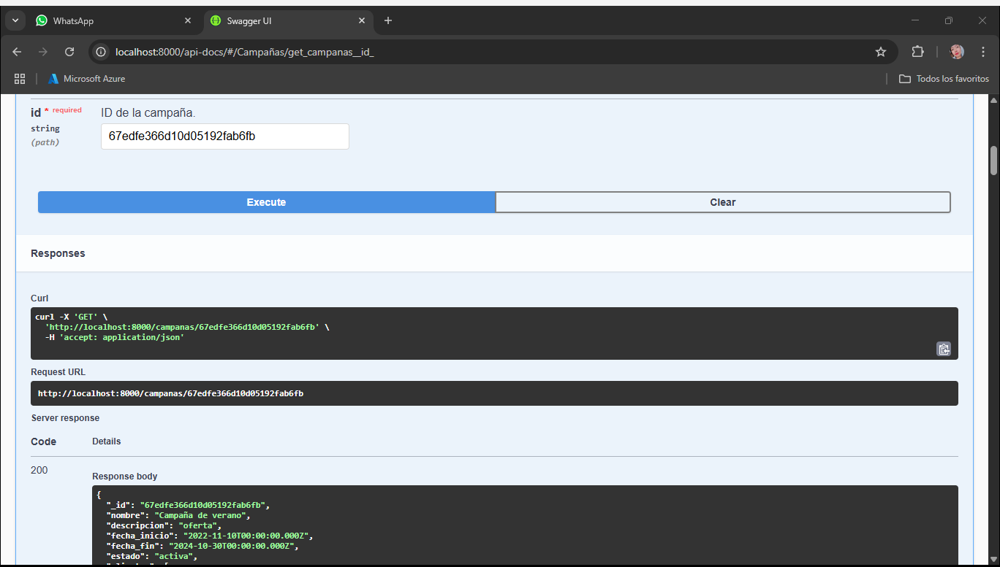 WhatsApp
Swagger UI
localhost:8000/api-docs/#/Campañas/get_campanas__id_
Microsoft Azure
Todos los favoritos
id * required
ID de la campaña.
string
(path)
67edfe366d10d05192fab6fb
Execute
Clear
Responses
Curl
curl -X 'GET' \
'http://localhost:8000/campanas/67edfe366d10d05192fab6fb' \
-H 'accept: application/json'
Request URL
http://localhost:8000/campanas/67edfe366d10d05192fab6fb
Server response
Code Details
200
Response body
{
"_id": "67edfe366d10d05192fab6fb",
"nombre": "Campaña de verano",
"descripcion": "oferta",
"fecha_inicio": "2022-11-10T00:00:00.000Z",
"fecha_fin": "2024-10-30T00:00:00.000Z",
"estado": "activa",